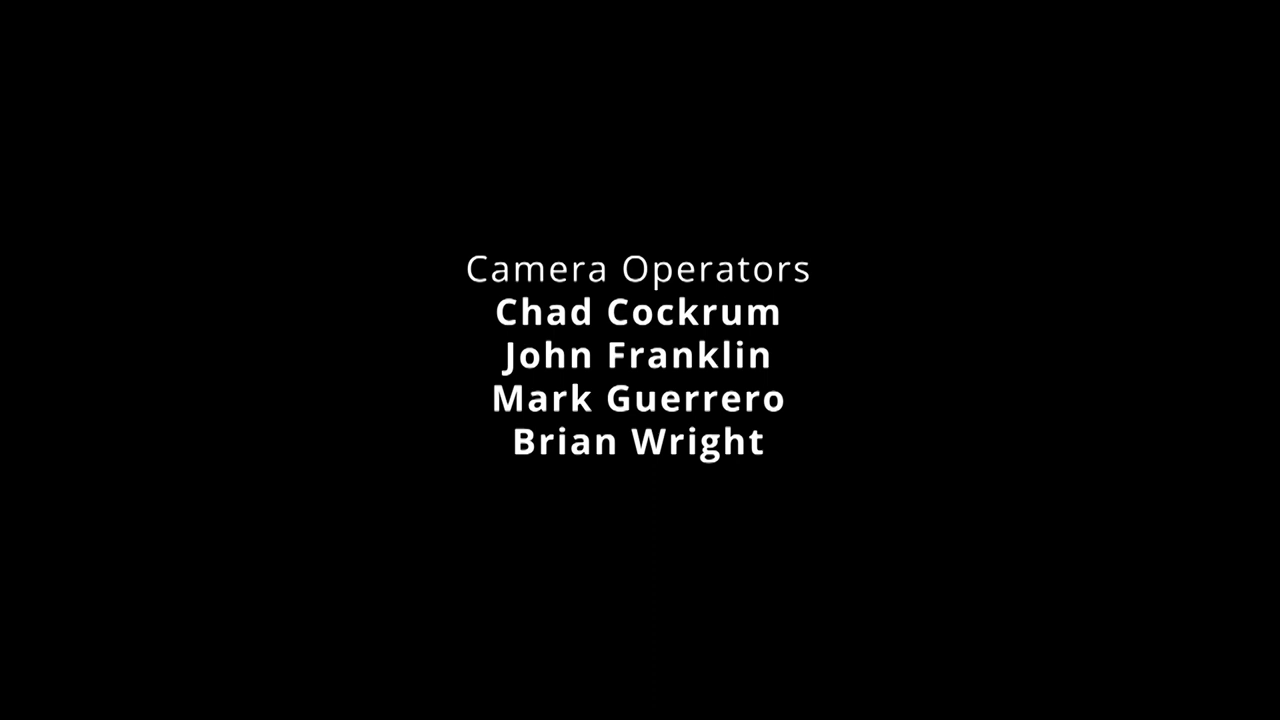 Camera Operators
Chad Cockrum
John Franklin
Mark Guerrero
Brian Wright